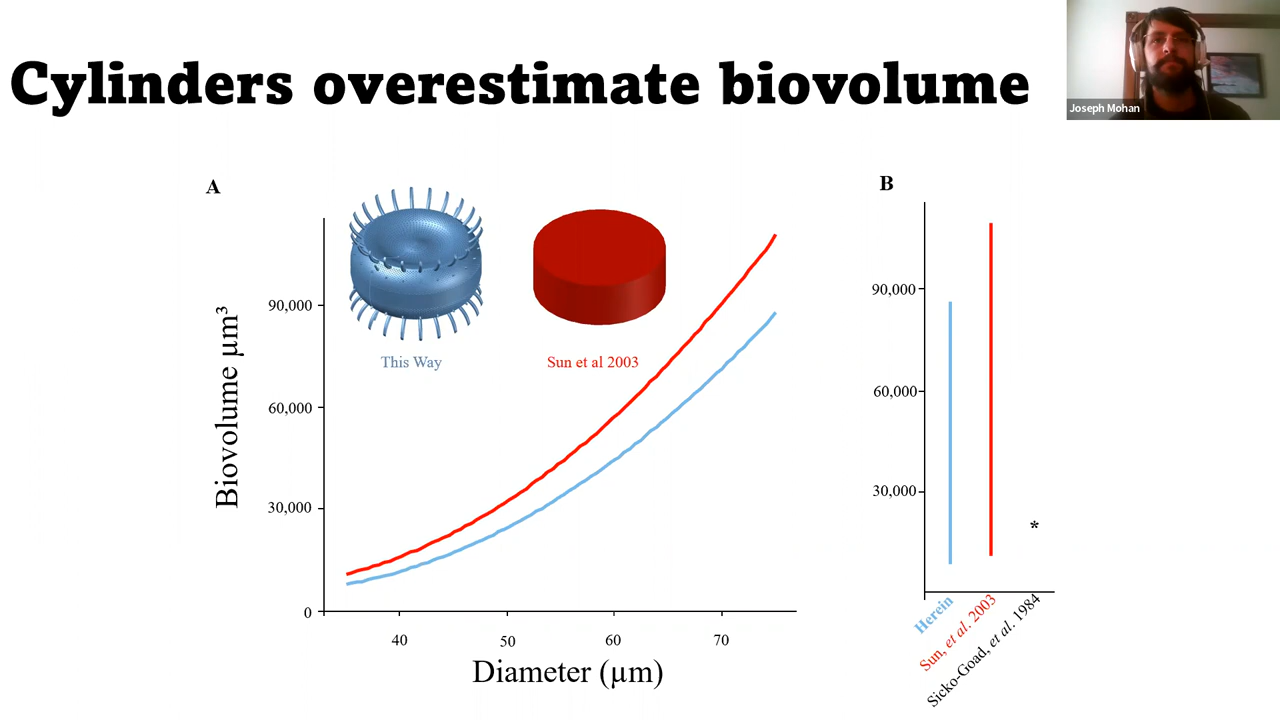 Cylinders overestimate biovolume
Joseph Mohan
A
B
This Way
Sun et al 2003
Biovolume µm³
90,000
60,000
30,000
0
40
50
60
70
Diameter (µm)
90,000
60,000
30,000
*
Herein
Sun, et al. 2003
Sicko-Goad, et al. 1984